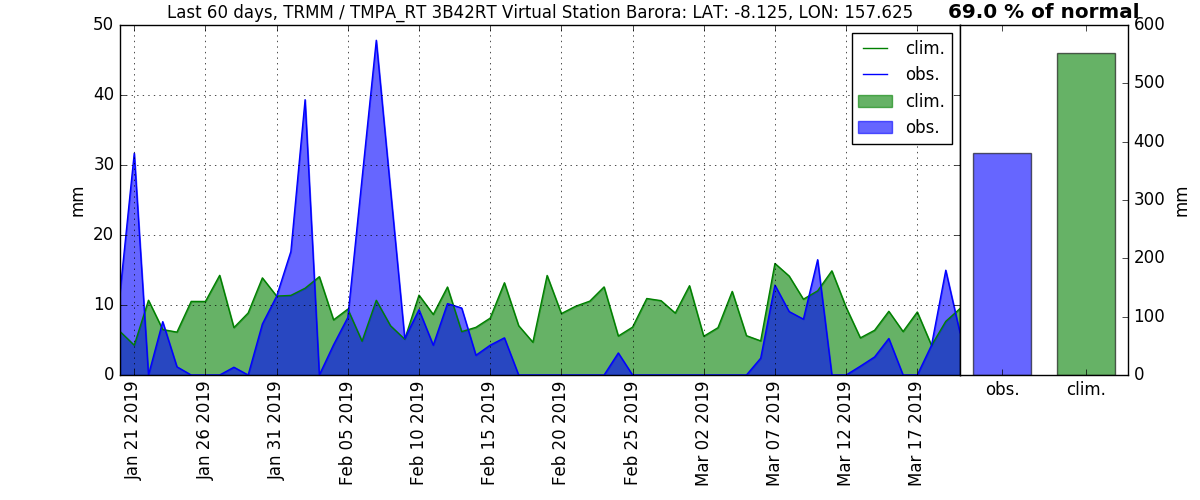 Last 60 days, TRMM / TMPA_RT 3B42RT Virtual Station Barora: LAT: -8.125, LON: 157.625
69.0 % of normal
50
40
30
20
10
0
mm
clim.
obs.
clim.
obs.
600
500
400
300
200
100
0
mm
Jan 21 2019
Jan 26 2019
Jan 31 2019
Feb 05 2019
Feb 10 2019
Feb 15 2019
Feb 20 2019
Feb 25 2019
Mar 02 2019
Mar 07 2019
Mar 12 2019
Mar 17 2019
obs.
clim.